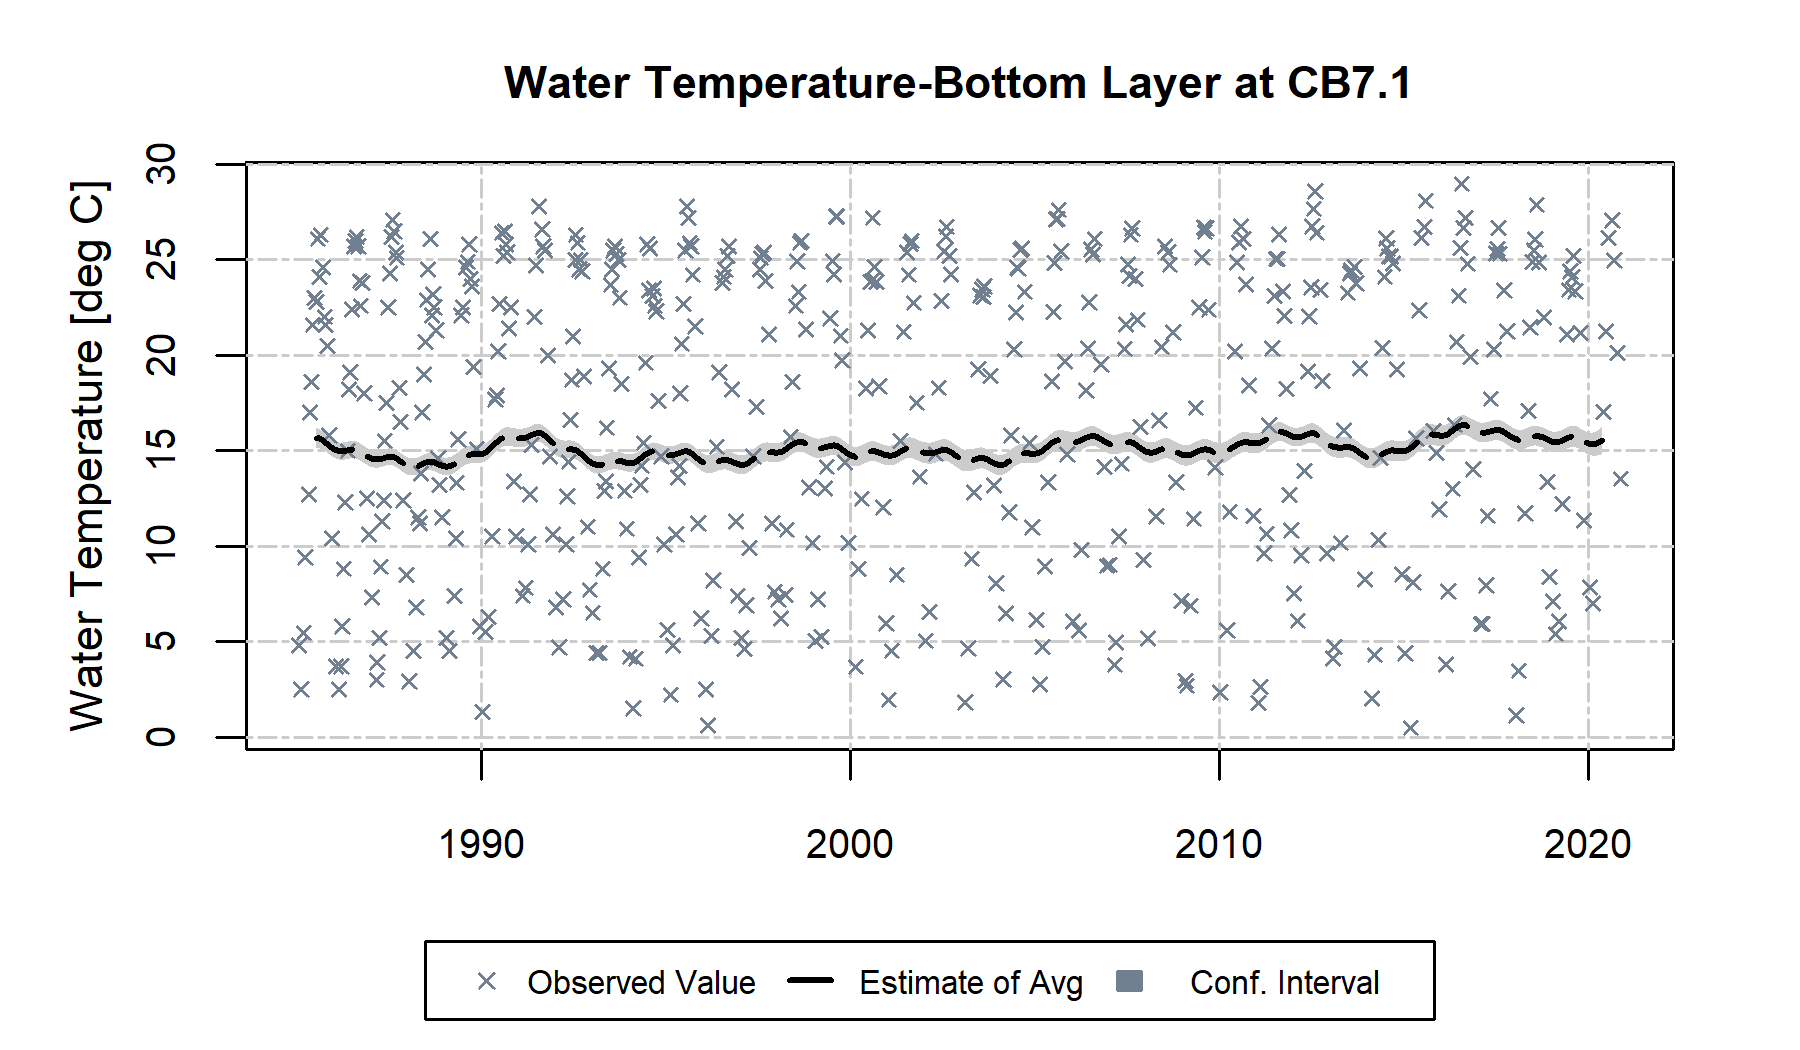 Water Temperature-Bottom Layer at CB7.1
Water Temperature [deg C]
30
25
20
15
10
5
0
1990 2000 2010 2020
Observed Value Estimate of Avg Conf. Interval